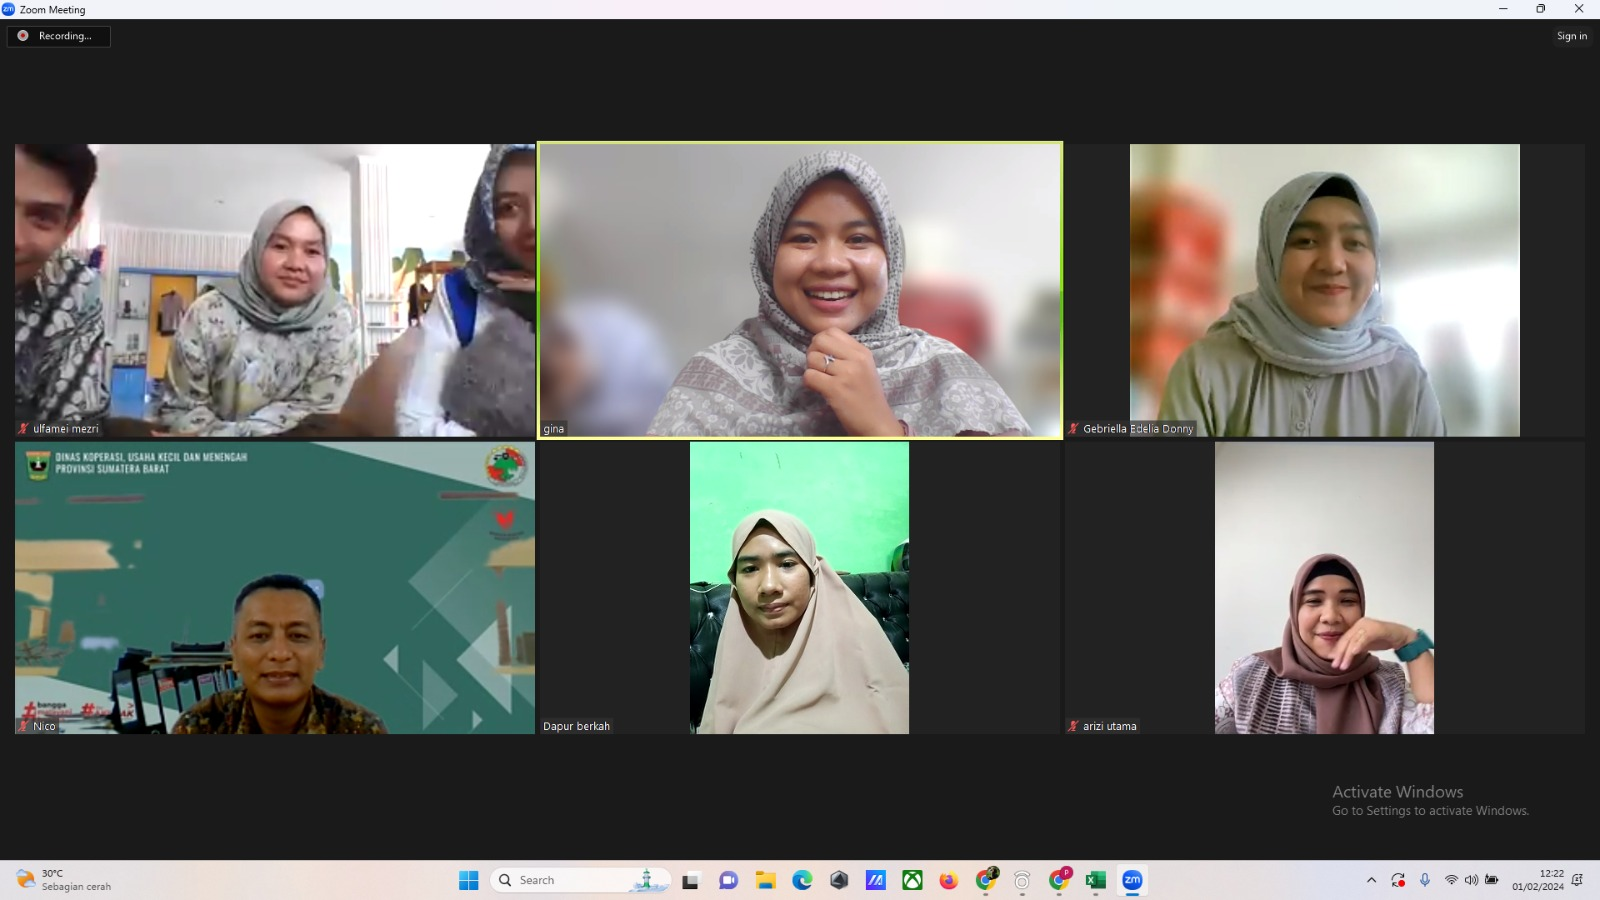 Zoom Meeting
Recording...
Sign in
ulfamei mezri
gina
Gebriella Edelia Donny
DINAS KOPERASI, USAHA KECIL DAN MENENGAH
PROVINSI SUMATERA BARAT
#bangga
Nico
Dapur berkah
arizi utama
Activate Windows
Go to Settings to activate Windows.
30°C
Sebagian cerah
Search
zm
12:22
01/02/2024